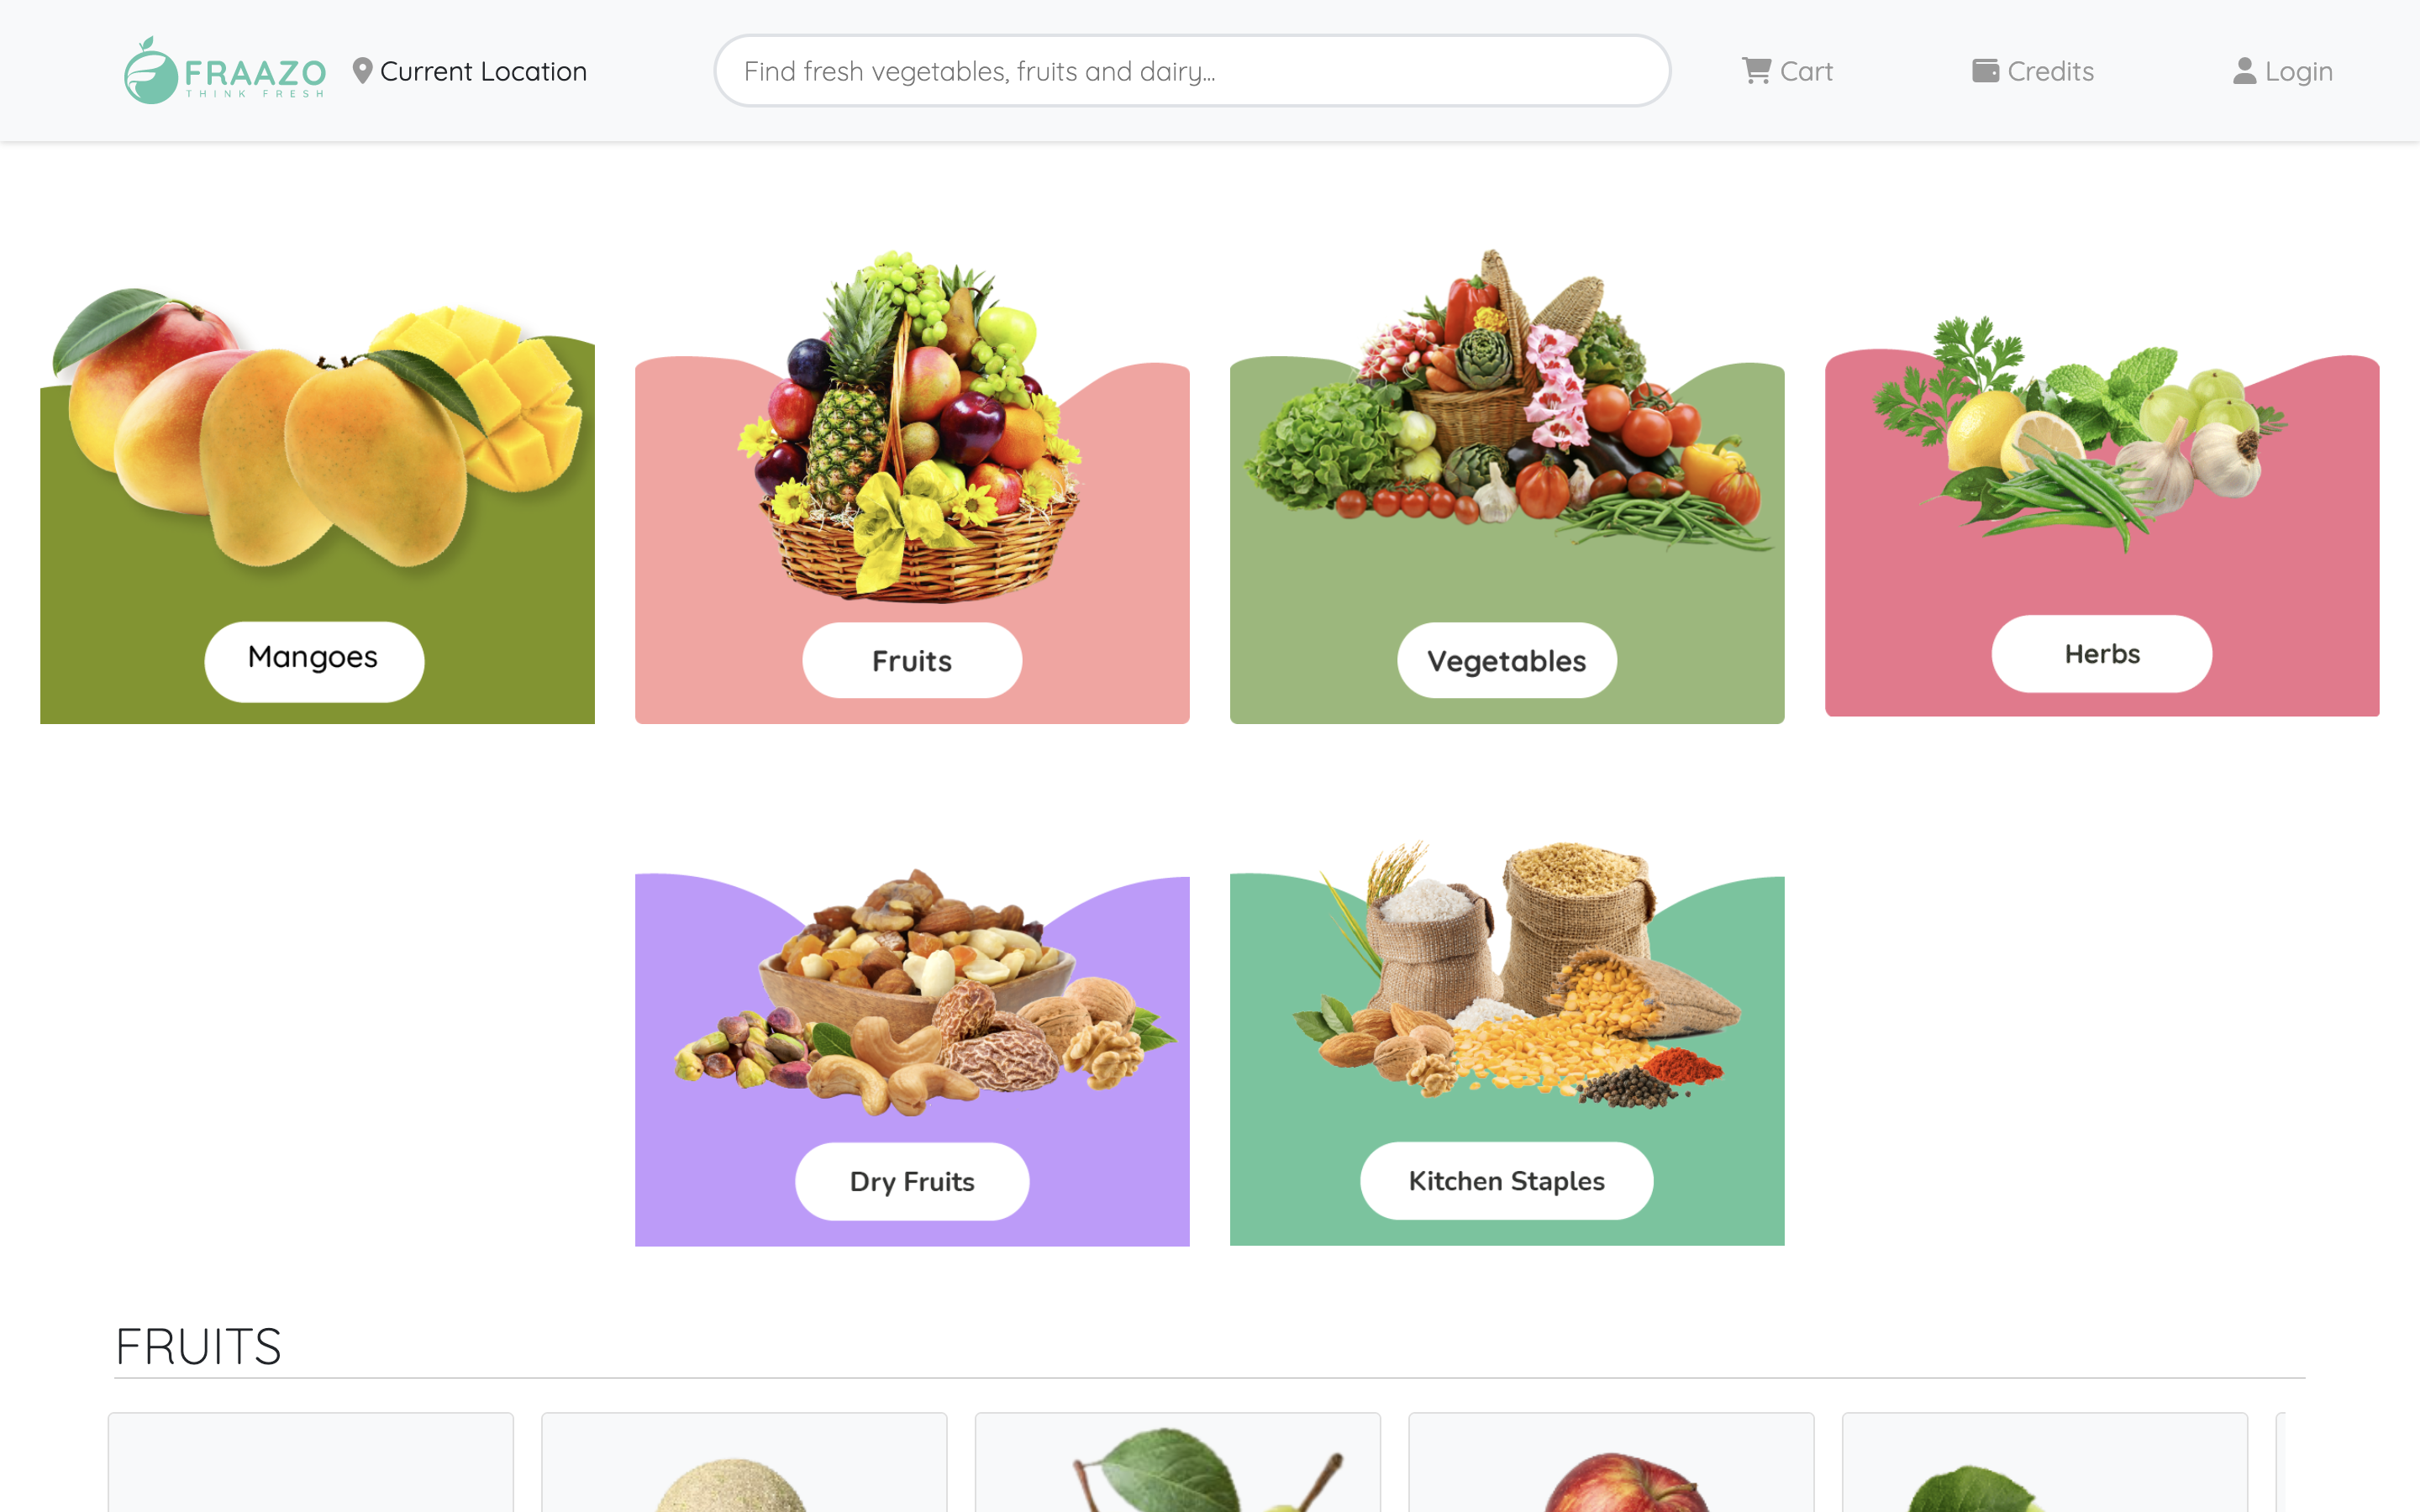 FRAAZO
THINK FRESH
Current Location
Find fresh vegetables, fruits and dairy...
Cart
Credits
Login
Mangoes
Fruits
Vegetables
Herbs
Dry Fruits
Kitchen Staples
FRUITS